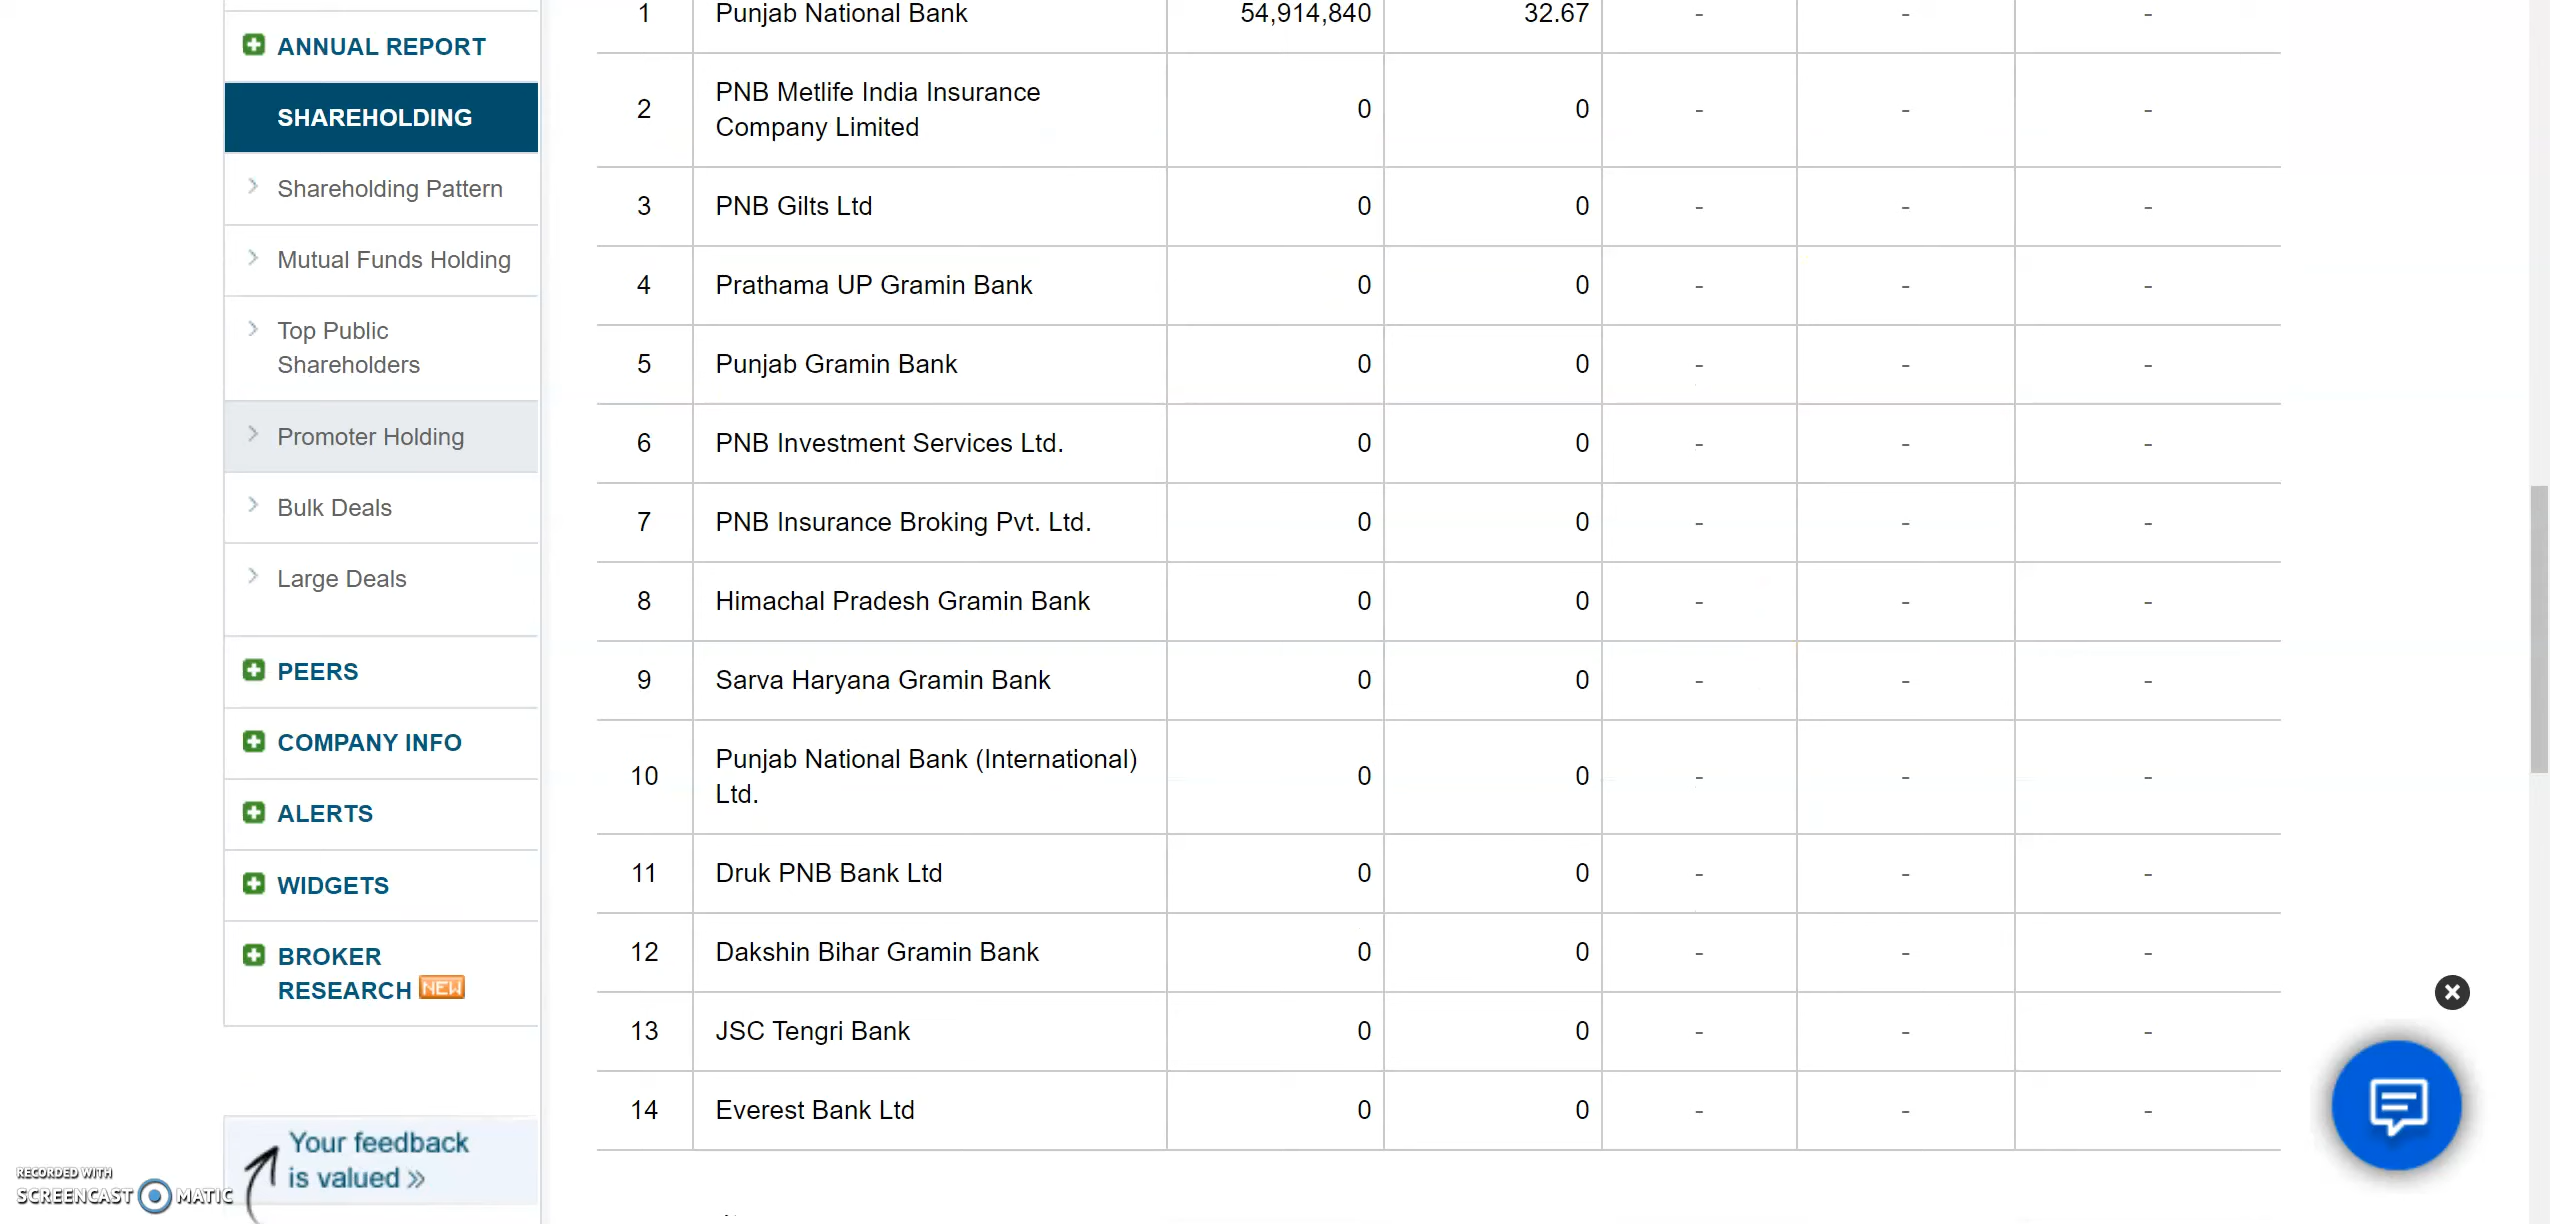 ANNUAL REPORT
SHAREHOLDING
Shareholding Pattern
Mutual Funds Holding
Top Public
Shareholders
Promoter Holding
Bulk Deals
Large Deals
PEERS
COMPANY INFO
ALERTS
WIDGETS
BROKER
RESEARCH NEW
Your feedback
is valued »
1 Punjab National Bank 54,914,840 32.67 - - -
2 PNB Metlife India Insurance
Company Limited 0 0 - - -
3 PNB Gilts Ltd 0 0 - - -
4 Prathama UP Gramin Bank 0 0 - - -
5 Punjab Gramin Bank 0 0 - - -
6 PNB Investment Services Ltd. 0 0 - - -
7 PNB Insurance Broking Pvt. Ltd. 0 0 - - -
8 Himachal Pradesh Gramin Bank 0 0 - - -
9 Sarva Haryana Gramin Bank 0 0 - - -
10 Punjab National Bank (International)
Ltd. 0 0 - - -
11 Druk PNB Bank Ltd 0 0 - - -
12 Dakshin Bihar Gramin Bank 0 0 - - -
13 JSC Tengri Bank 0 0 - - -
14 Everest Bank Ltd 0 0 - - -
RECORDED WITH
SCREENCAST MATIC